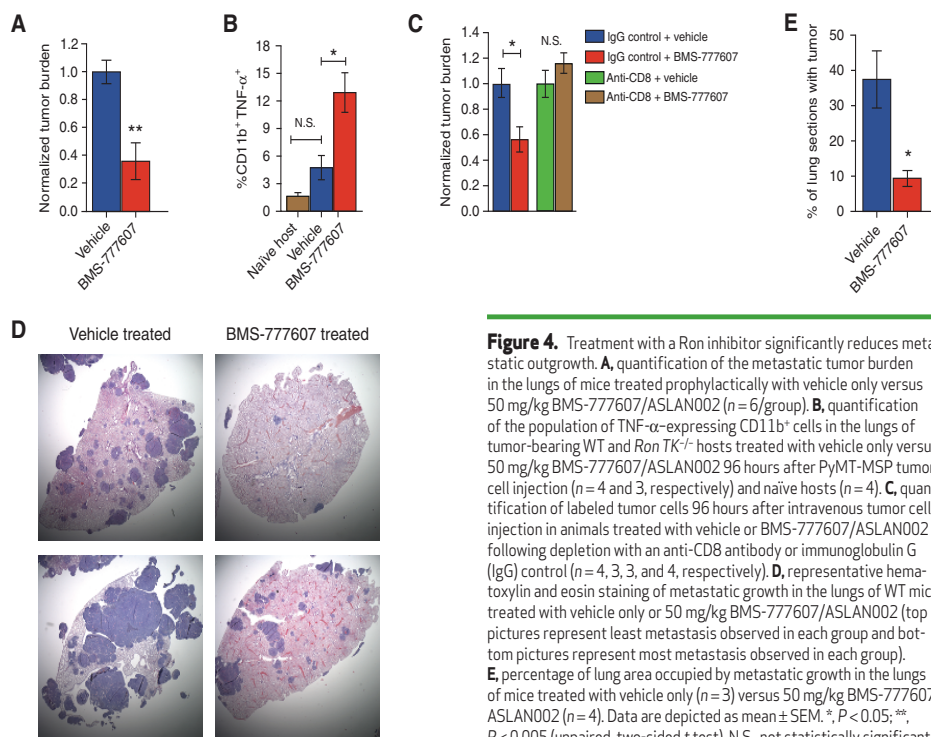 A
Normalized tumor burden
1.2
1.0
0.8
0.6
0.4
0.2
0.0
**
Vehicle
BMS-777607
B
%CD11b⁺ TNF-α⁺
18
15
12
9
6
3
0
N.S.
*
Naïve host
Vehicle
BMS-777607
C
Normalized tumor burden
1.4
1.2
1.0
0.8
0.6
0.4
0.2
0.0
*
N.S.
IgG control + vehicle
IgG control + BMS-777607
Anti-CD8 + vehicle
Anti-CD8 + BMS-777607
E
% of lung sections with tumor
50
40
30
20
10
0
*
Vehicle
BMS-777607
D
Vehicle treated
BMS-777607 treated
Figure 4. Treatment with a Ron inhibitor significantly reduces meta
static outgrowth. A, quantification of the metastatic tumor burden
in the lungs of mice treated prophylactically with vehicle only versus
50 mg/kg BMS-777607/ASLAN002 (n = 6/group). B, quantification
of the population of TNF-α–expressing CD11b⁺ cells in the lungs of
tumor-bearing WT and Ron TK⁻/⁻ hosts treated with vehicle only versu
50 mg/kg BMS-777607/ASLAN002 96 hours after PyMT-MSP tumor
cell injection (n = 4 and 3, respectively) and naïve hosts (n = 4). C, quan
tification of labeled tumor cells 96 hours after intravenous tumor cell
injection in animals treated with vehicle or BMS-777607/ASLAN002
following depletion with an anti-CD8 antibody or immunoglobulin G
(IgG) control (n = 4, 3, 3, and 4, respectively). D, representative hema-
toxylin and eosin staining of metastatic growth in the lungs of WT mic
treated with vehicle only or 50 mg/kg BMS-777607/ASLAN002 (top
pictures represent least metastasis observed in each group and bot-
tom pictures represent most metastasis observed in each group).
E, percentage of lung area occupied by metastatic growth in the lungs
of mice treated with vehicle only (n = 3) versus 50 mg/kg BMS-777607
ASLAN002 (n = 4). Data are depicted as mean ± SEM. *, P < 0.05; **,
P < 0.005 (unpaired, two-sided t test). N.S., not statistically significant